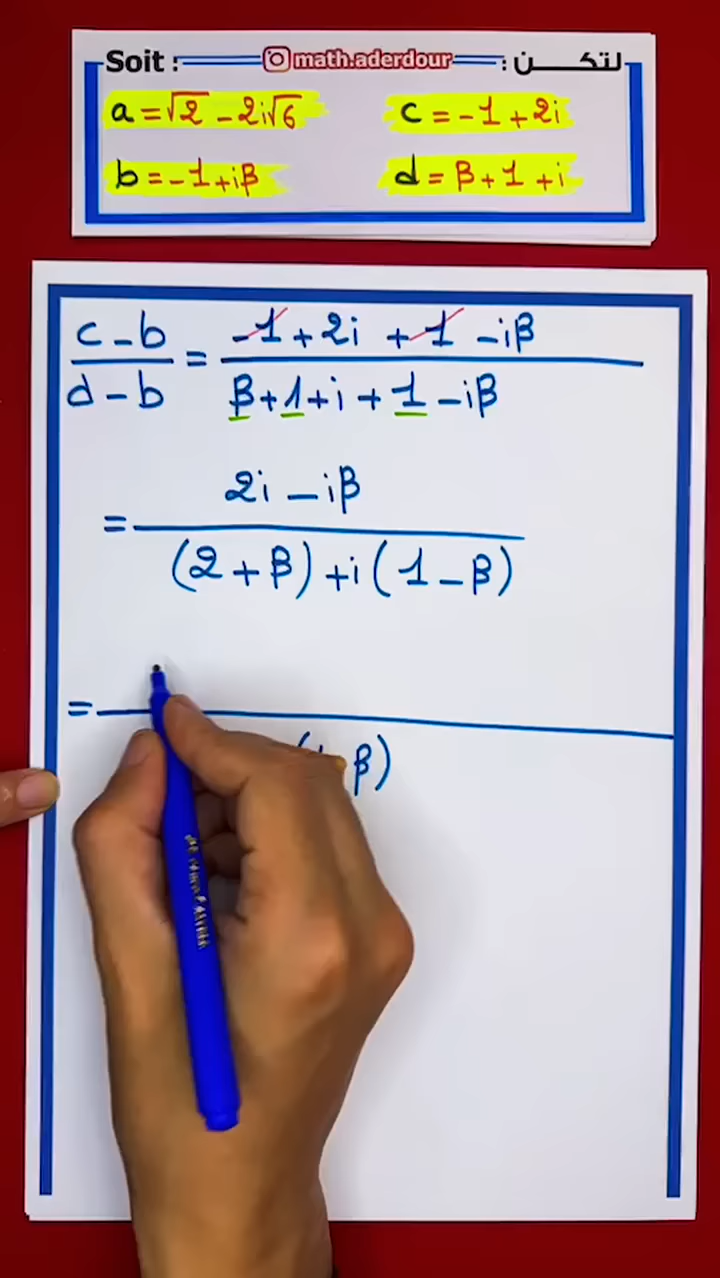 Soit : math.aderdour لتكن :
a = √2 - 2i√6 c = -1 + 2i
b = -1 + iβ d = β + 1 + i
c - b / d - b = -1 + 2i + 1 - iβ / β + 1 + i + 1 - iβ
= 2i - iβ / (2 + β) + i(1 - β)
=
β)